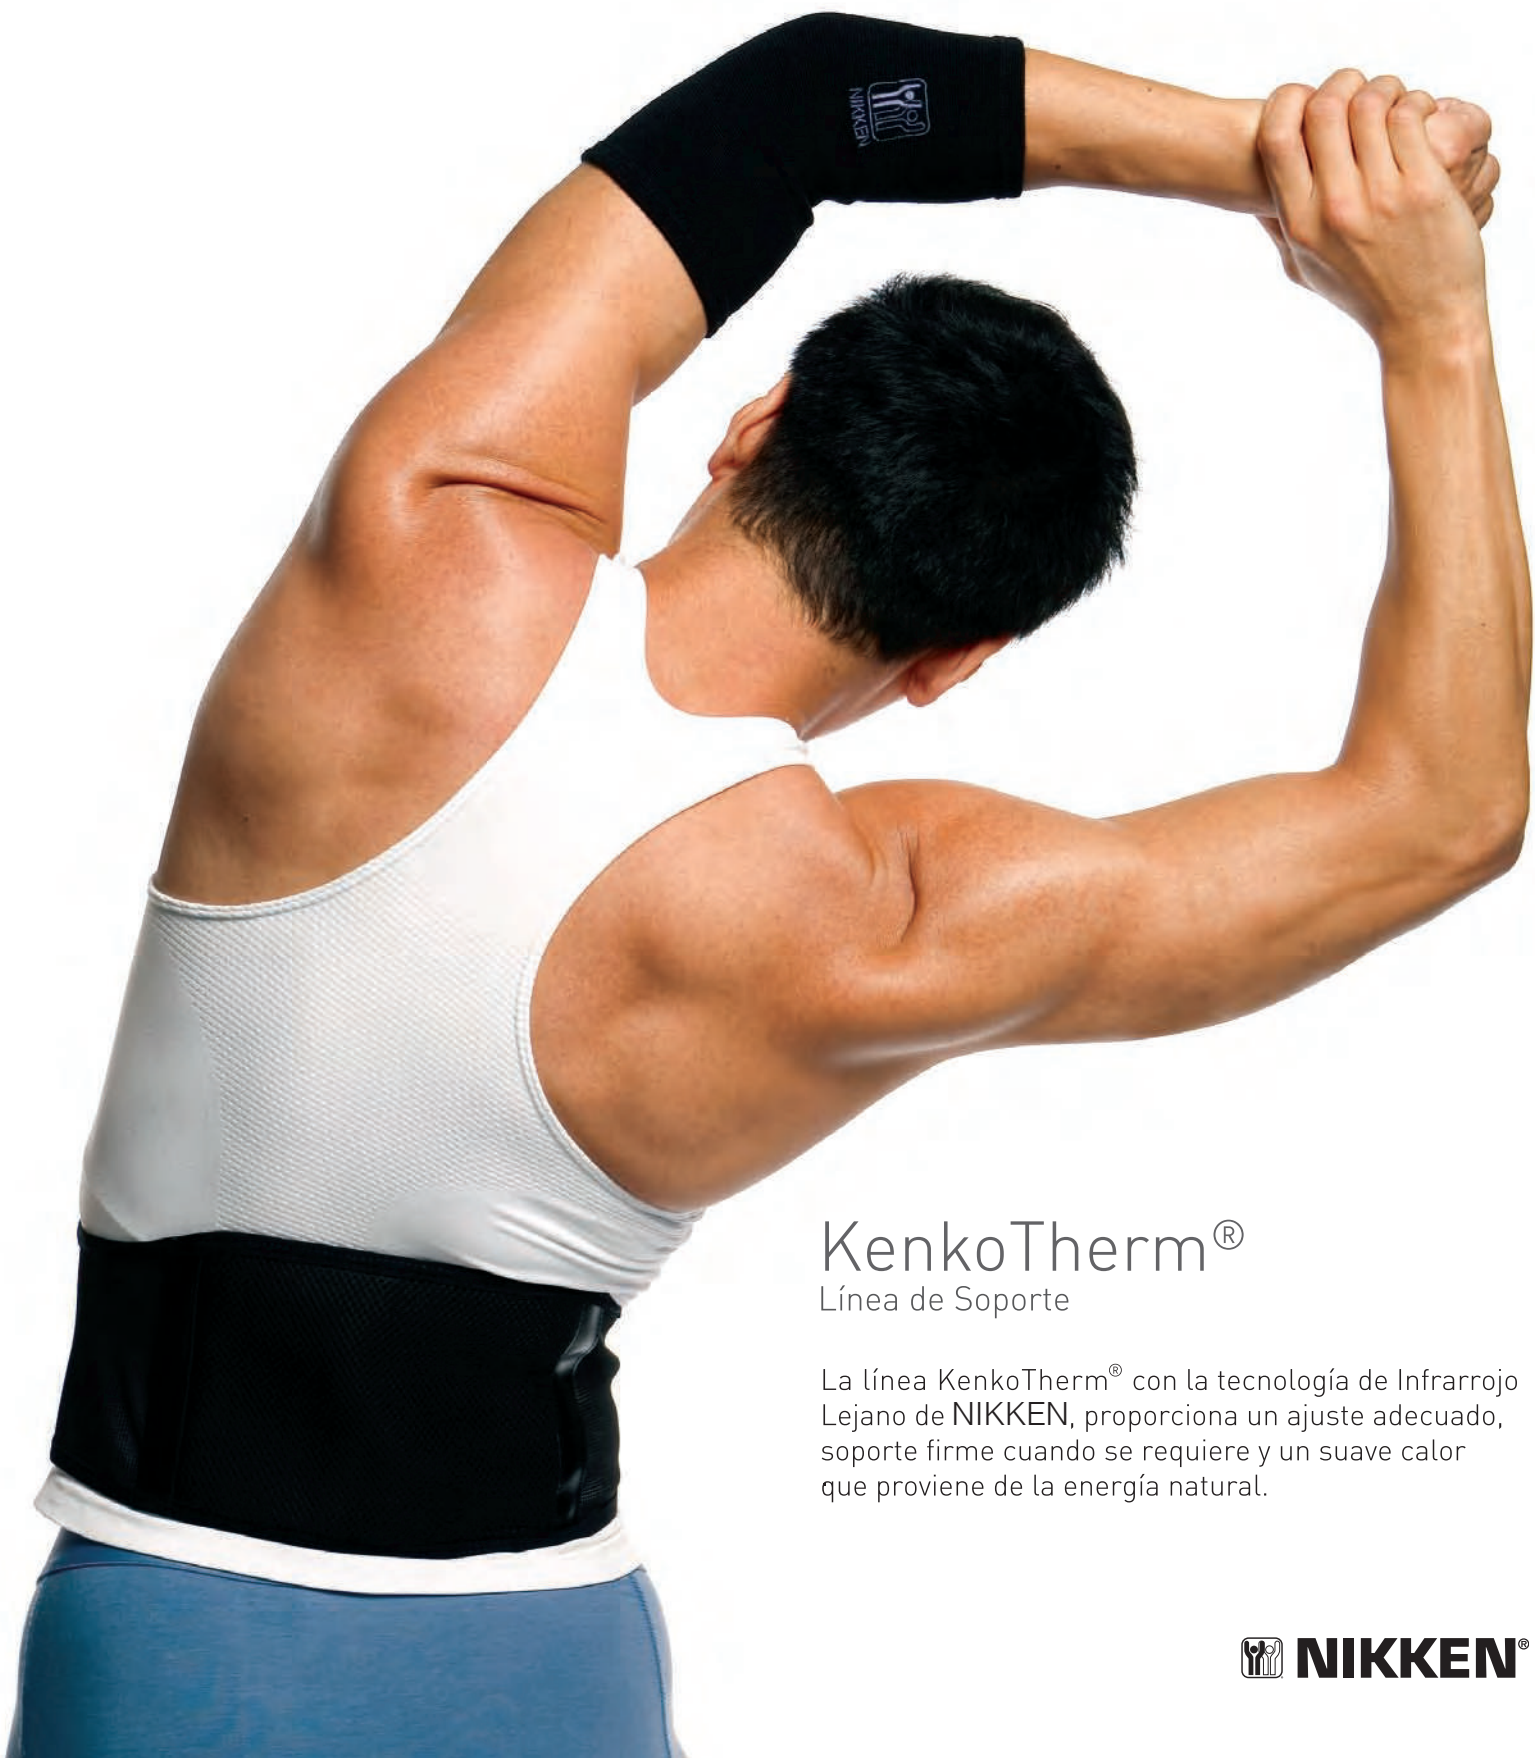 NIKKEN
KenkoTherm®
Línea de Soporte
La línea KenkoTherm® con la tecnología de Infrarrojo
Lejano de NIKKEN, proporciona un ajuste adecuado,
soporte firme cuando se requiere y un suave calor
que proviene de la energía natural.
NIKKEN®